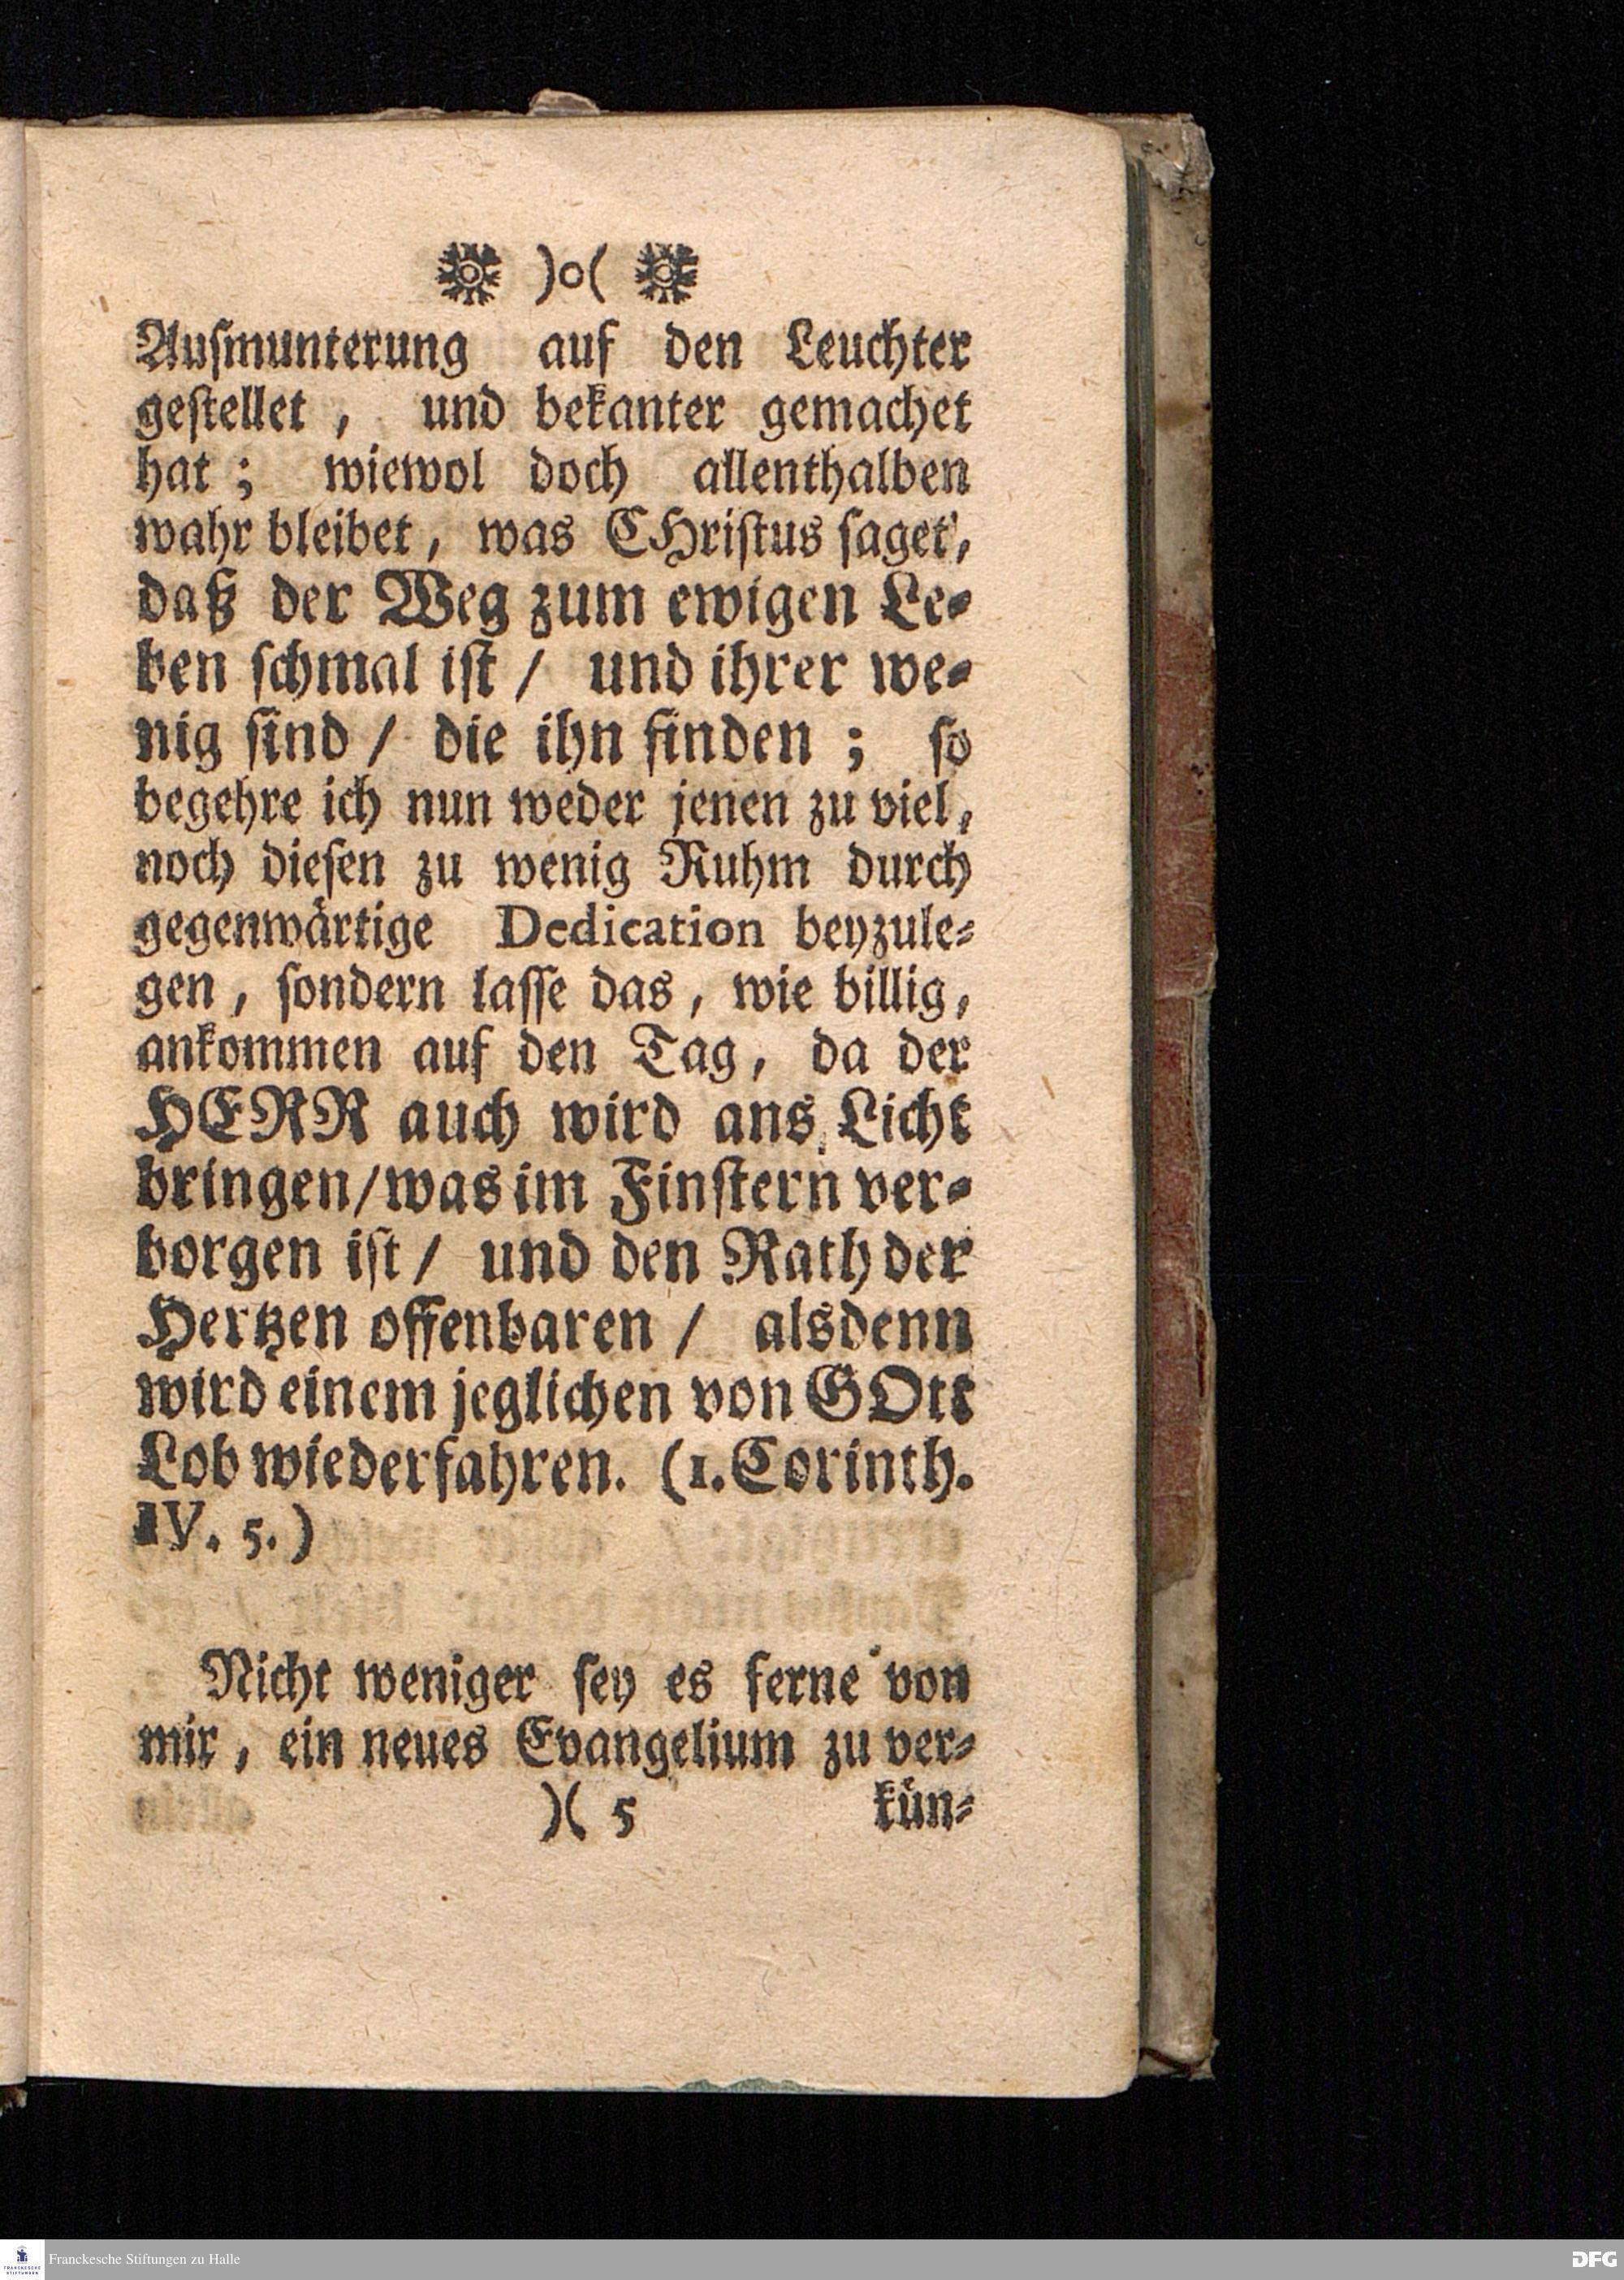 )o(
Ausmunterung auf den Leuchter
gestellet, und bekanter gemachet
hat; wiewol doch allenthalben
wahr bleibet, was CHristus saget,
daß der Weg zum ewigen Le-
ben schmal ist / und ihrer we-
nig sind / die ihn finden; so
begehre ich nun weder jenen zu viel,
noch diesen zu wenig Ruhm durch
gegenwårtige Dedication beyzule-
gen, sondern lasse das, wie billig,
ankommen auf den Tag, da der
HERR auch wird ans Licht
bringen/was im Finstern ver-
borgen ist / und den Rath der
Hertzen offenbaren / alsdenn
wird einem jeglichen von GOtt
Lob wiederfahren. (1. Corinth.
IV. 5.)
Nicht weniger sey es ferne von
mir, ein neues Evangelium zu ver-
)( 5 kůn-
FRANCKESCHE STIFTUNGEN
Franckesche Stiftungen zu Halle
DFG